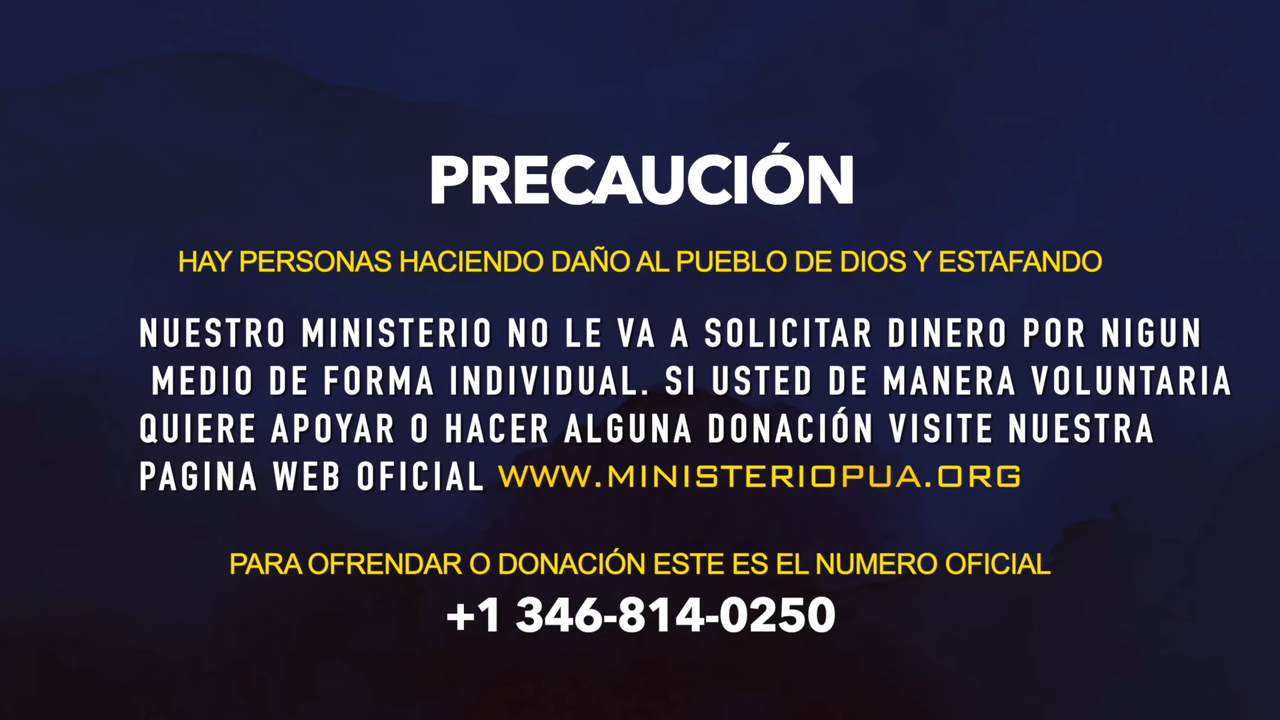 PRECAUCIÓN
HAY PERSONAS HACIENDO DAÑO AL PUEBLO DE DIOS Y ESTAFANDO
NUESTRO MINISTERIO NO LE VA A SOLICITAR DINERO POR NIGUN
MEDIO DE FORMA INDIVIDUAL. SI USTED DE MANERA VOLUNTARIA
QUIERE APOYAR O HACER ALGUNA DONACIÓN VISITE NUESTRA
PAGINA WEB OFICIAL WWW.MINISTERIOPUA.ORG
PARA OFRENDAR O DONACIÓN ESTE ES EL NUMERO OFICIAL
+1 346-814-0250